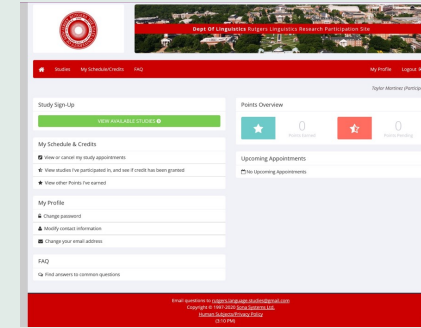 Dept Of Linguistics Rutgers Linguistics Research Participation Site
Studies My Schedule/Credits FAQ My Profile Logout
Taylor Martinez (Particip
Study Sign-Up
VIEW AVAILABLE STUDIES
My Schedule & Credits
View or cancel my study appointments
View studies I've participated in, and see if credit has been granted
View other Points I've earned
My Profile
Change password
Modify contact information
Change your email address
FAQ
Find answers to common questions
Points Overview
0
Points Earned
0
Points Pending
Upcoming Appointments
No Upcoming Appointments
Email questions to rutgers.language.studies@gmail.com
Copyright © 1997-2020 Sona Systems Ltd.
Human Subjects/Privacy Policy
(3:10 PM)